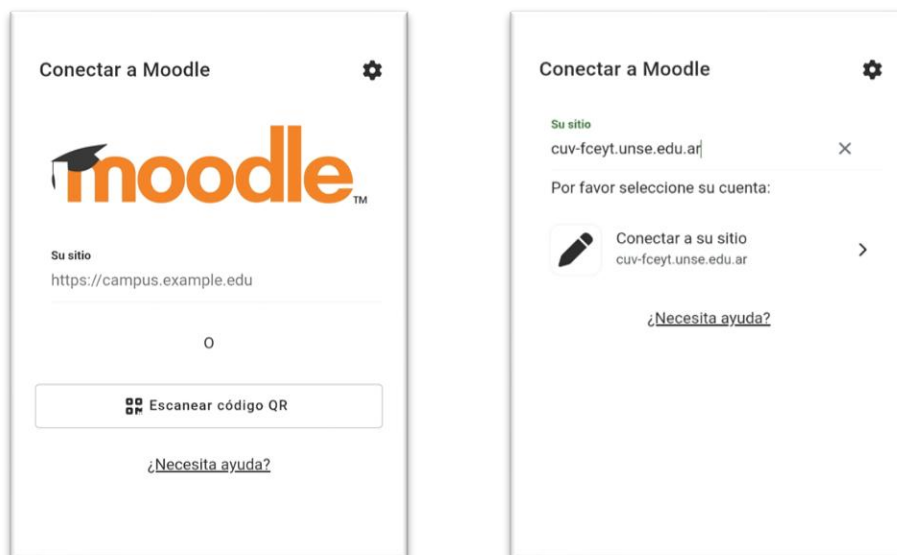 Conectar a Moodle
moodle
TM
Su sitio
https://campus.example.edu
O
Escanear código QR
¿Necesita ayuda?
Conectar a Moodle
Su sitio
cuv-fceyt.unse.edu.ar
Por favor seleccione su cuenta:
Conectar a su sitio
cuv-fceyt.unse.edu.ar
¿Necesita ayuda?